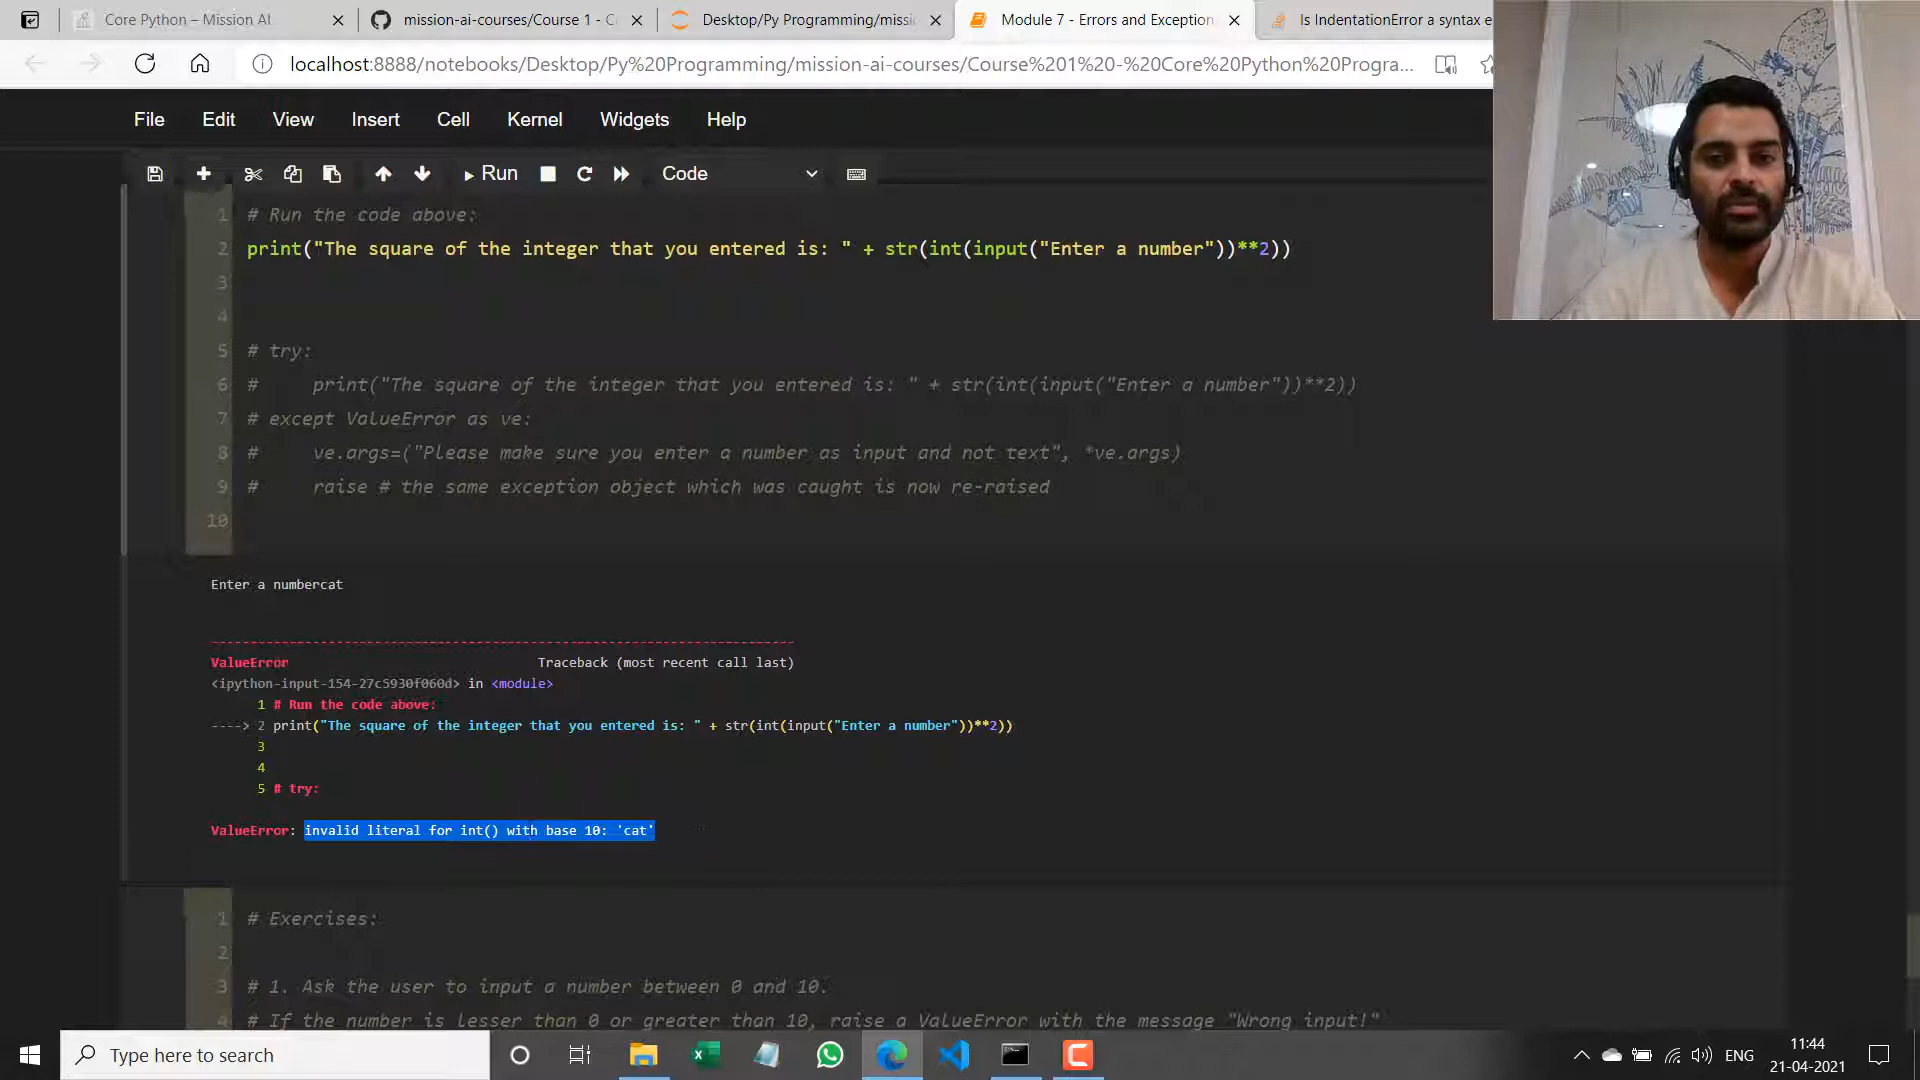 Core Python – Mission AI
mission-ai-courses/Course 1 - C
Desktop/Py Programming/missi
Module 7 - Errors and Exception
Is IndentationError a syntax e
localhost:8888/notebooks/Desktop/Py%20Programming/mission-ai-courses/Course%201%20-%20Core%20Python%20Progra...
File Edit View Insert Cell Kernel Widgets Help
Run Code
1 # Run the code above:
2 print("The square of the integer that you entered is: " + str(int(input("Enter a number"))**2))
3
4
5 # try:
6 #     print("The square of the integer that you entered is: " + str(int(input("Enter a number"))**2))
7 # except ValueError as ve:
8 #     ve.args=("Please make sure you enter a number as input and not text", *ve.args)
9 #     raise # the same exception object which was caught is now re-raised
10
Enter a numbercat
---------------------------------------------------------------------------
ValueError                                Traceback (most recent call last)
<ipython-input-154-27c5930f060d> in <module>
      1 # Run the code above:
----> 2 print("The square of the integer that you entered is: " + str(int(input("Enter a number"))**2))
      3
      4
      5 # try:
ValueError: invalid literal for int() with base 10: 'cat'
1 # Exercises:
2
3 # 1. Ask the user to input a number between 0 and 10.
4 # If the number is lesser than 0 or greater than 10, raise a ValueError with the message "Wrong input!"
Type here to search
ENG
11:44
21-04-2021